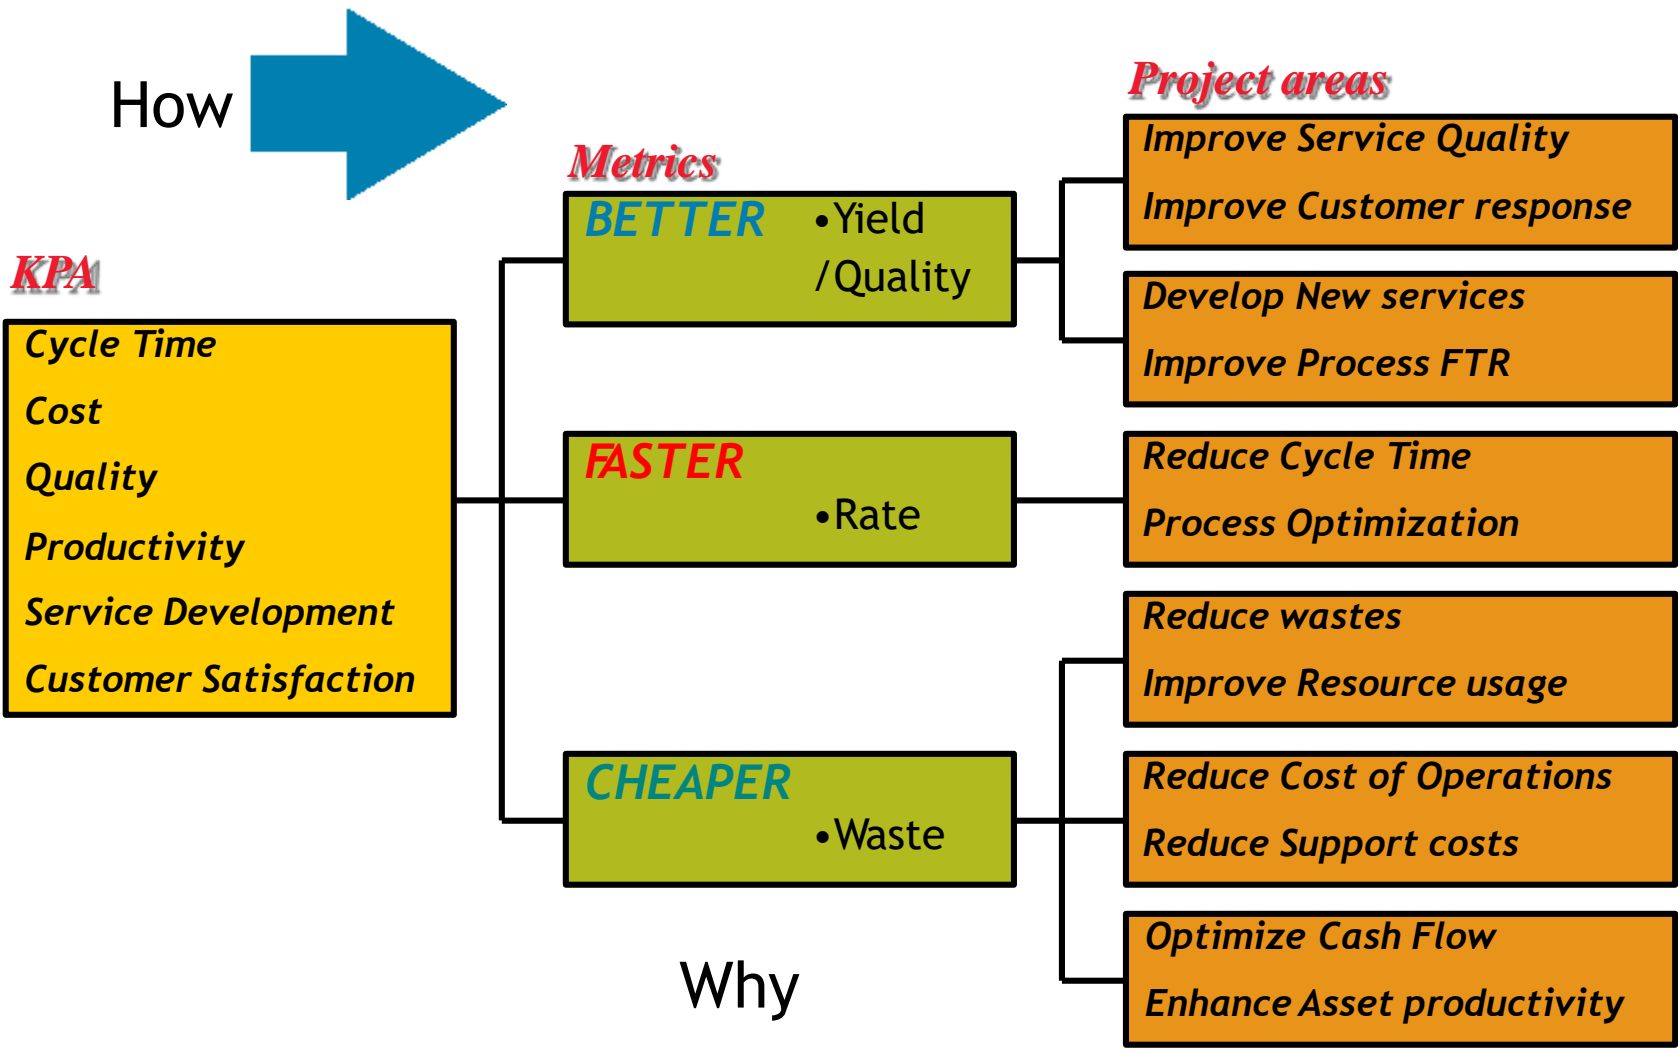 How
KPA
Cycle Time
Cost
Quality
Productivity
Service Development
Customer Satisfaction
Metrics
BETTER •Yield
/Quality
FASTER
•Rate
CHEAPER
•Waste
Why
Project areas
Improve Service Quality
Improve Customer response
Develop New services
Improve Process FTR
Reduce Cycle Time
Process Optimization
Reduce wastes
Improve Resource usage
Reduce Cost of Operations
Reduce Support costs
Optimize Cash Flow
Enhance Asset productivity